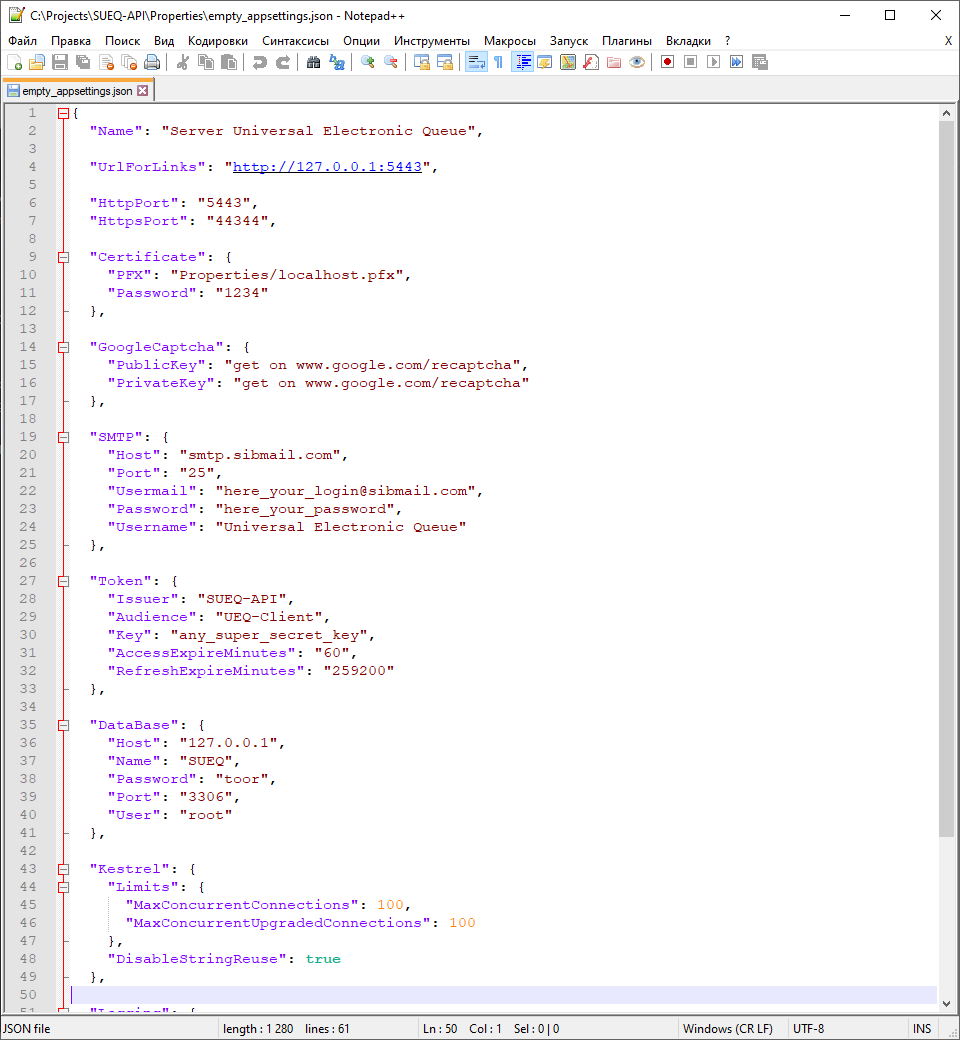 C:\Projects\SUEQ-API\Properties\empty_appsettings.json - Notepad++
Файл Правка Поиск Вид Кодировки Синтаксисы Опции Инструменты Макросы Запуск Плагины Вкладки ? X
empty_appsettings.json
1 {
2 "Name": "Server Universal Electronic Queue",
3
4 "UrlForLinks": "http://127.0.0.1:5443",
5
6 "HttpPort": "5443",
7 "HttpsPort": "44344",
8
9 "Certificate": {
10 "PFX": "Properties/localhost.pfx",
11 "Password": "1234"
12 },
13
14 "GoogleCaptcha": {
15 "PublicKey": "get on www.google.com/recaptcha",
16 "PrivateKey": "get on www.google.com/recaptcha"
17 },
18
19 "SMTP": {
20 "Host": "smtp.sibmail.com",
21 "Port": "25",
22 "Usermail": "here_your_login@sibmail.com",
23 "Password": "here_your_password",
24 "Username": "Universal Electronic Queue"
25 },
26
27 "Token": {
28 "Issuer": "SUEQ-API",
29 "Audience": "UEQ-Client",
30 "Key": "any_super_secret_key",
31 "AccessExpireMinutes": "60",
32 "RefreshExpireMinutes": "259200"
33 },
34
35 "DataBase": {
36 "Host": "127.0.0.1",
37 "Name": "SUEQ",
38 "Password": "toor",
39 "Port": "3306",
40 "User": "root"
41 },
42
43 "Kestrel": {
44 "Limits": {
45 "MaxConcurrentConnections": 100,
46 "MaxConcurrentUpgradedConnections": 100
47 },
48 "DisableStringReuse": true
49 },
50
51 "Logging": {
JSON file length : 1 280 lines : 61 Ln : 50 Col : 1 Sel : 0 | 0 Windows (CR LF) UTF-8 INS